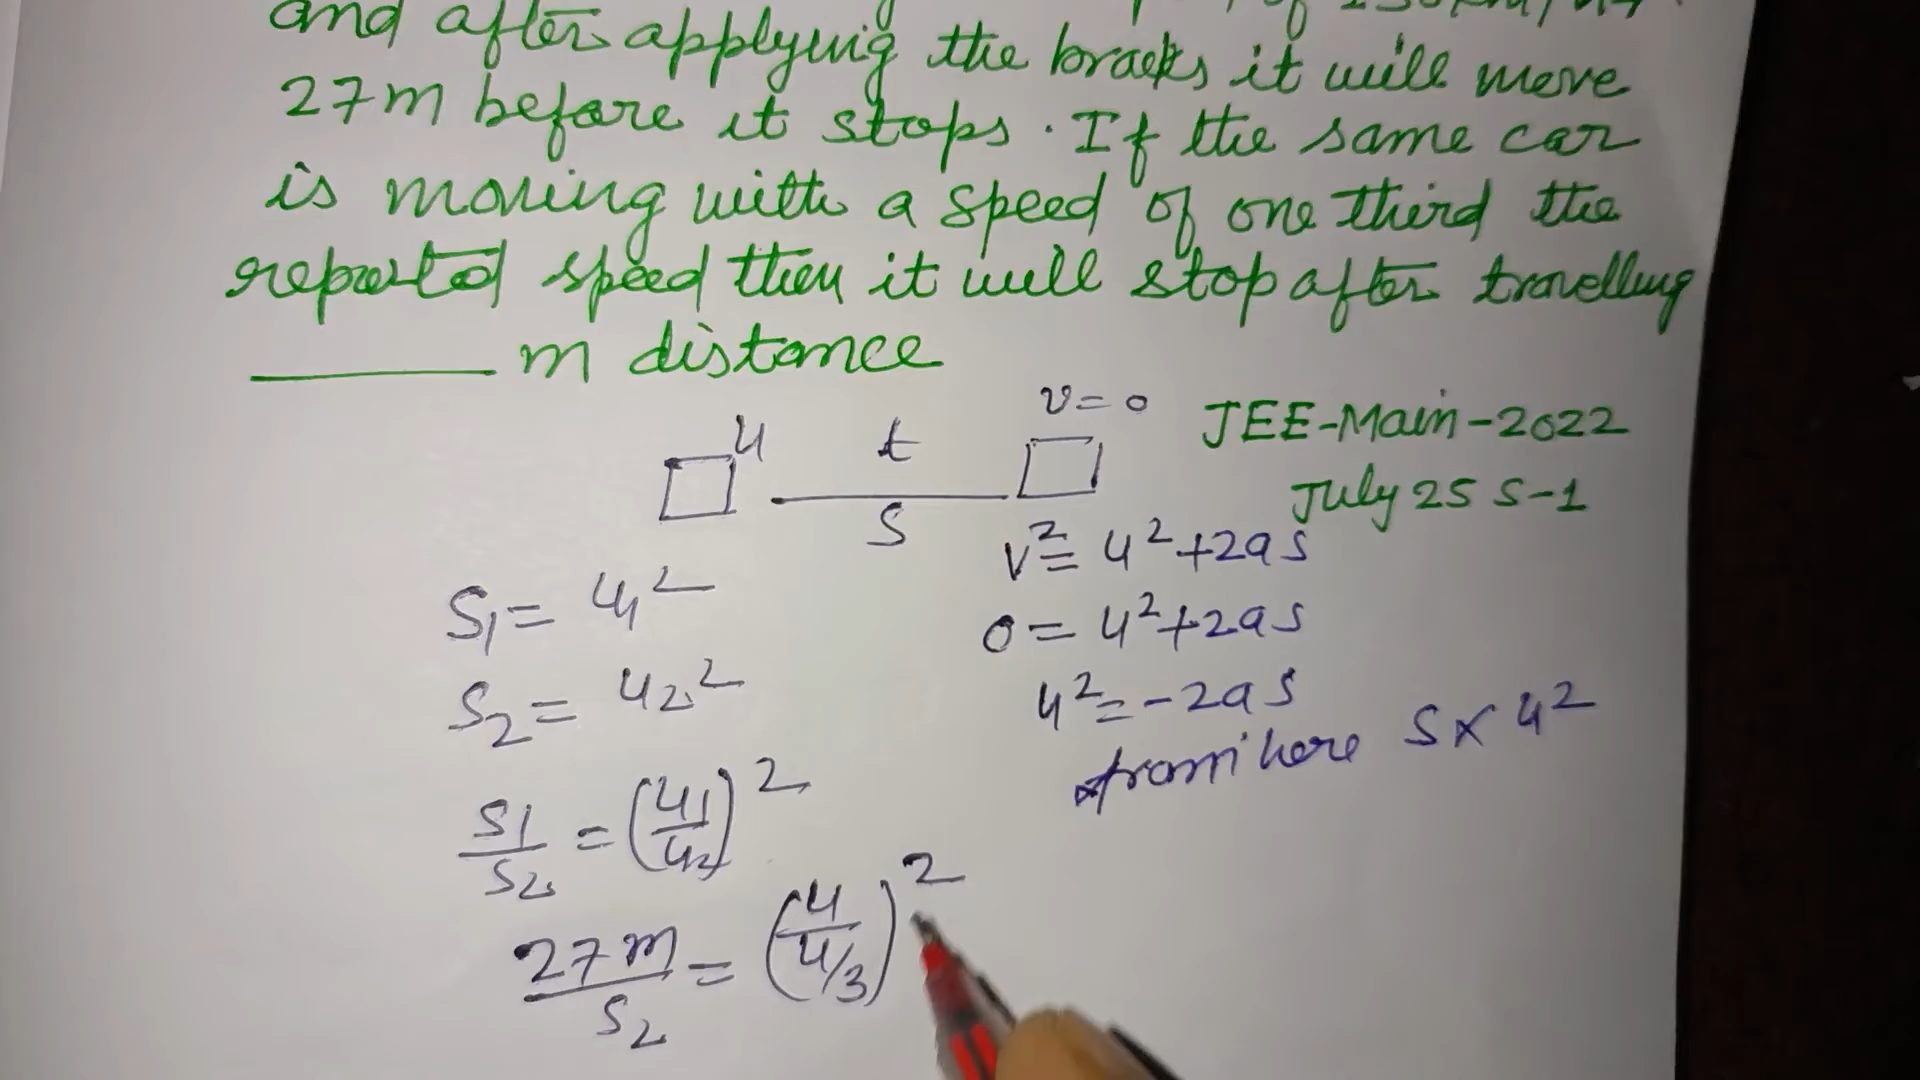 and after applying the braeks it will move
27m before it stops. If the same car
is moving with a speed of one third the
reported speed then it will stop after travelling
______ m distance
u t v=0
JEE-Main-2022
July 25 S-1
S
v²=u²+2as
0=u²+2as
u²=-2as
from here S∝u²
S₁=u₁²
S₂=u₂²
S₁/S₂=(u₁/u₂)²
27m/S₂=(u/u/3)²